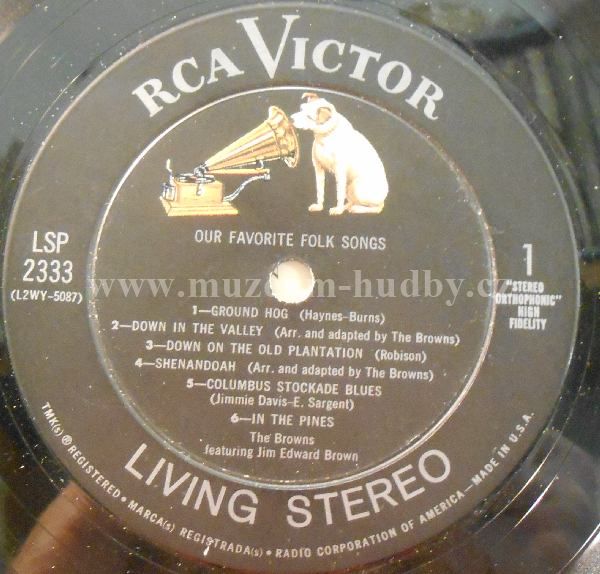 RCA VICTOR
OUR FAVORITE FOLK SONGS
LSP
2333
(L2WY-5087)
1
"STEREO
ORTHOPHONIC"
HIGH
FIDELITY
www.muzeum-hudby.cz
1—GROUND HOG (Haynes-Burns)
2—DOWN IN THE VALLEY (Arr. and adapted by The Browns)
3—DOWN ON THE OLD PLANTATION (Robison)
4—SHENANDOAH (Arr. and adapted by The Browns)
5—COLUMBUS STOCKADE BLUES
(Jimmie Davis-E. Sargent)
6—IN THE PINES
The Browns
featuring Jim Edward Brown
LIVING STEREO
TMK(s) ® REGISTERED • MARCA(s) REGISTRADA(s) • RADIO CORPORATION OF AMERICA—MADE IN U.S.A.